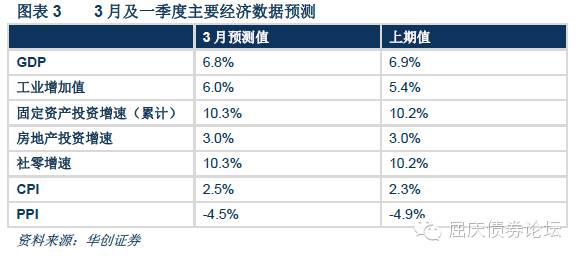 图表 3 3 月及一季度主要经济数据预测
3 月预测值 上期值
GDP 6.8% 6.9%
工业增加值 6.0% 5.4%
固定资产投资增速（累计） 10.3% 10.2%
房地产投资增速 3.0% 3.0%
社零增速 10.3% 10.2%
CPI 2.5% 2.3%
PPI -4.5% -4.9%
资料来源：华创证券
屈庆债券论坛